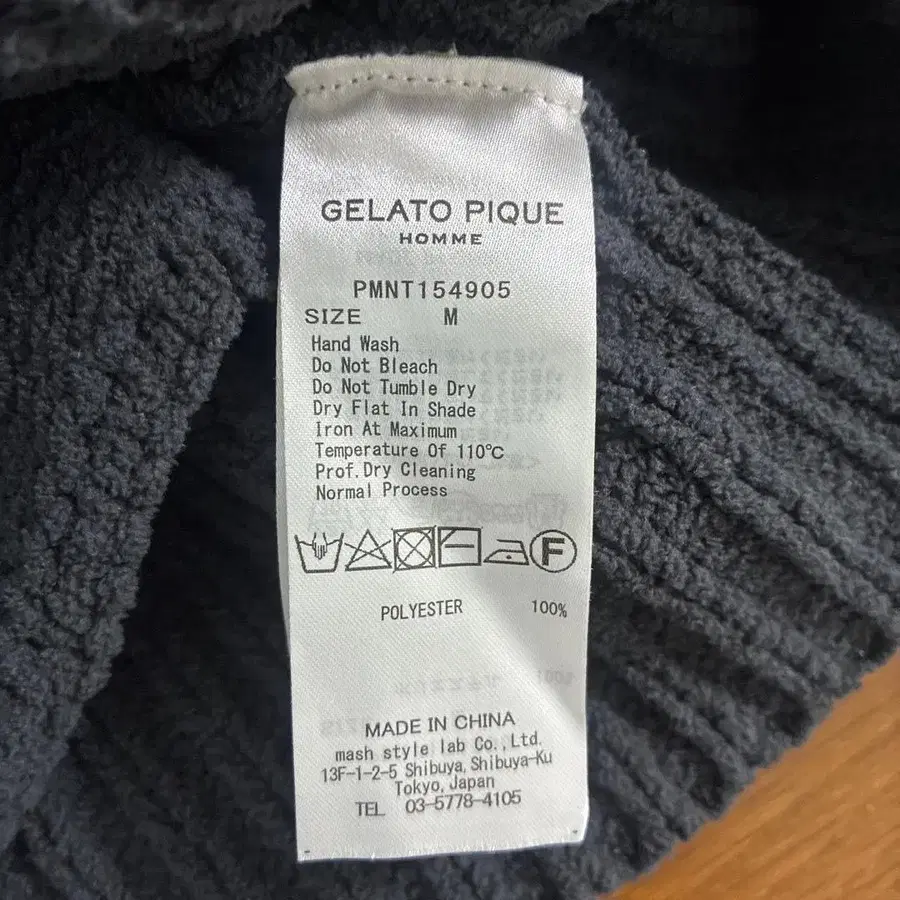 GELATO PIQUE
HOMME
PMNT154905
SIZE M
Hand Wash
Do Not Bleach
Do Not Tumble Dry
Dry Flat In Shade
Iron At Maximum
Temperature Of 110℃
Prof.Dry Cleaning
Normal Process
F
POLYESTER 100%
MADE IN CHINA
mash style lab Co.,Ltd.
13F-1-2-5 Shibuya,Shibuya-Ku
Tokyo,Japan
TEL 03-5778-4105